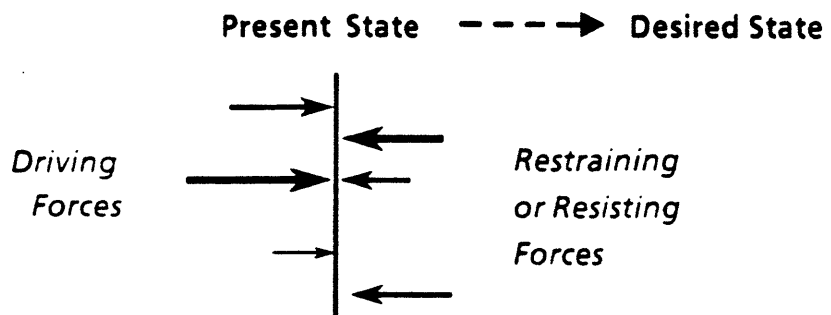 Present State Desired State
Driving
Forces
Restraining
or Resisting
Forces